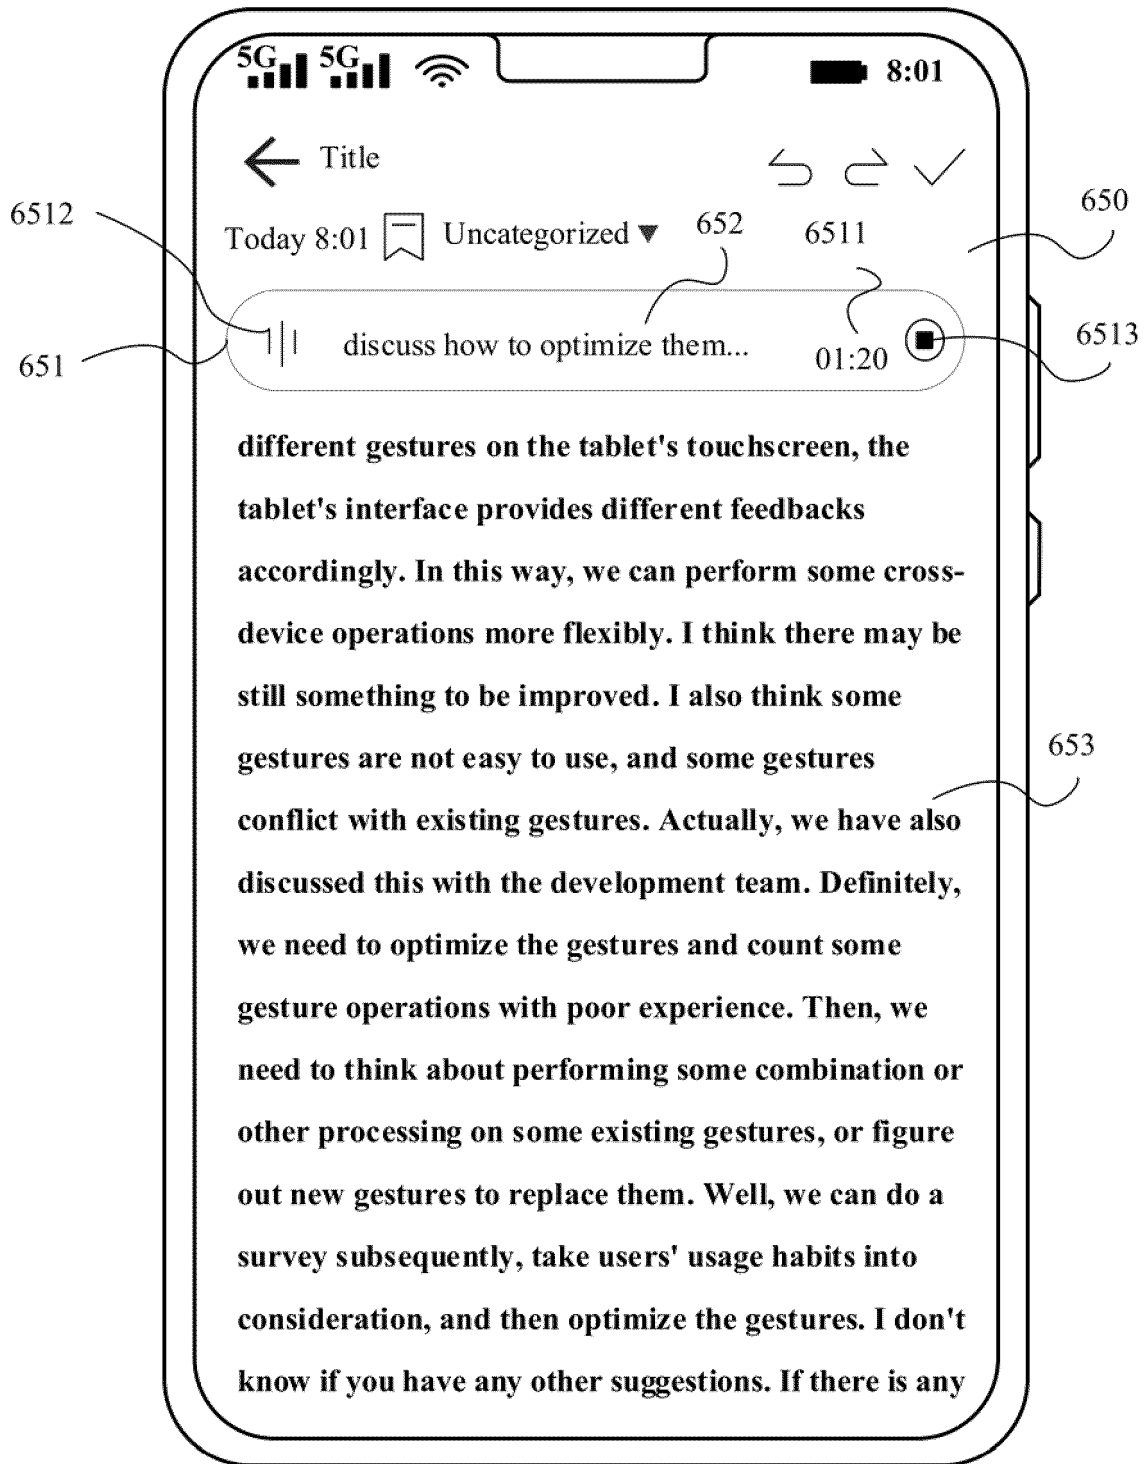 5G 5G 8:01
Title
6512
Today 8:01 Uncategorized ▼ 652 6511 650
651 discuss how to optimize them... 01:20 6513
different gestures on the tablet's touchscreen, the
tablet's interface provides different feedbacks
accordingly. In this way, we can perform some cross-
device operations more flexibly. I think there may be
still something to be improved. I also think some
gestures are not easy to use, and some gestures
653
conflict with existing gestures. Actually, we have also
discussed this with the development team. Definitely,
we need to optimize the gestures and count some
gesture operations with poor experience. Then, we
need to think about performing some combination or
other processing on some existing gestures, or figure
out new gestures to replace them. Well, we can do a
survey subsequently, take users' usage habits into
consideration, and then optimize the gestures. I don't
know if you have any other suggestions. If there is any